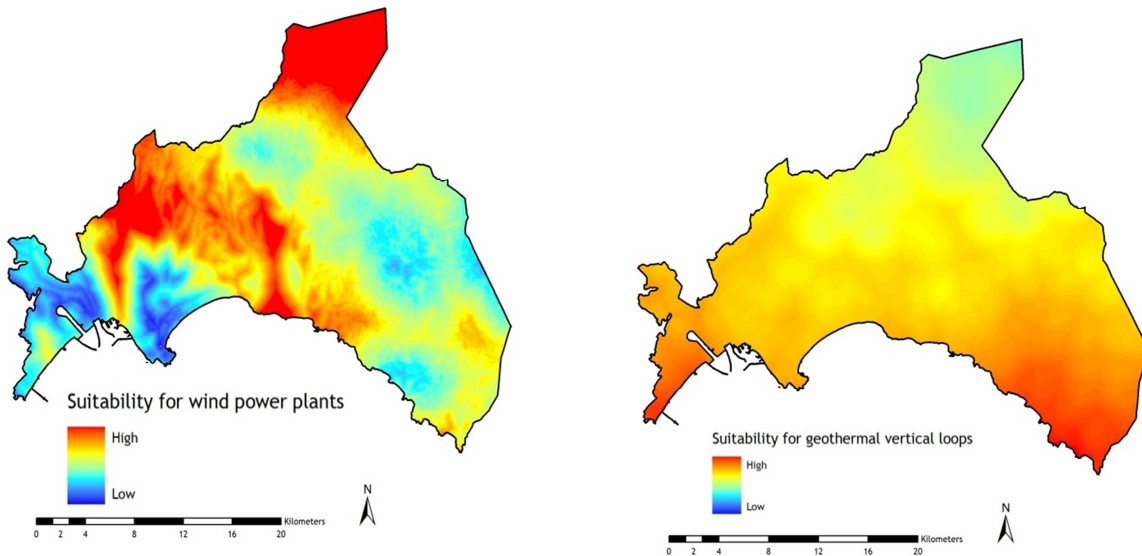 Suitability for wind power plants
High
Low
N
Kilometers
0 2 4 8 12 16 20
Suitability for geothermal vertical loops
High
Low
N
Kilometers
0 2 4 8 12 16 20